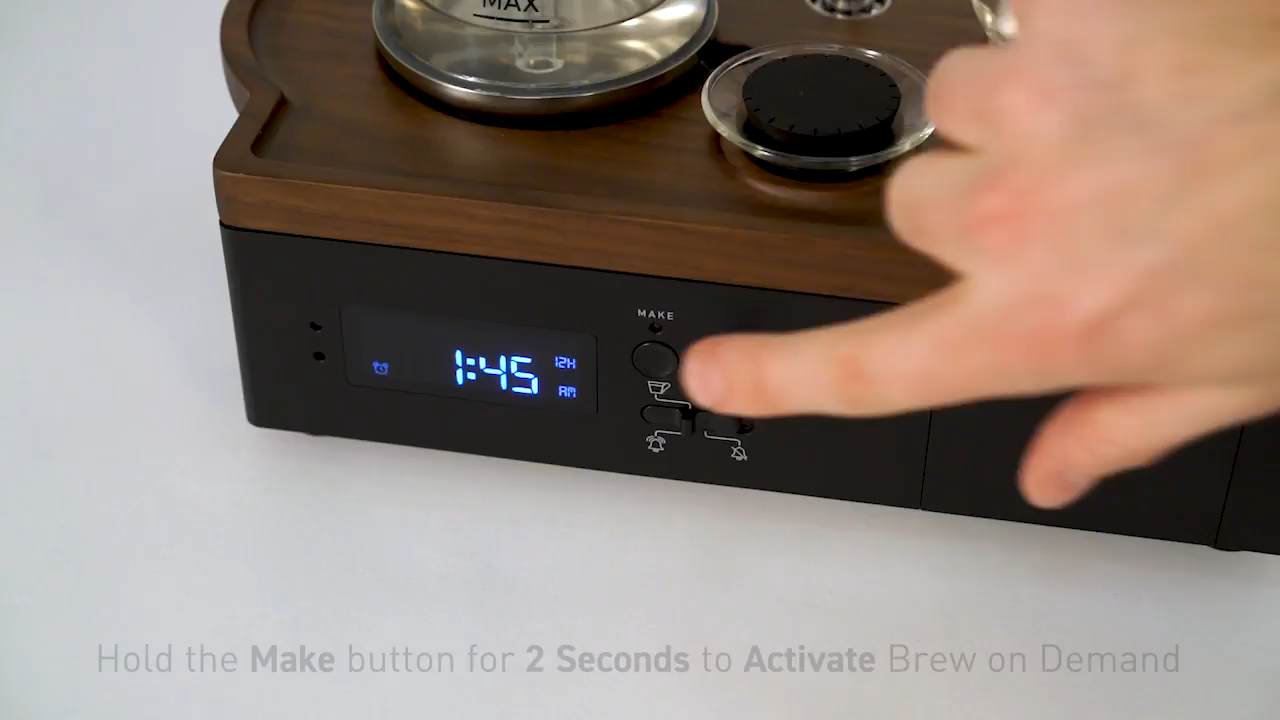 MAX
MAKE
1:45
12H
AM
Hold the Make button for 2 Seconds to Activate Brew on Demand